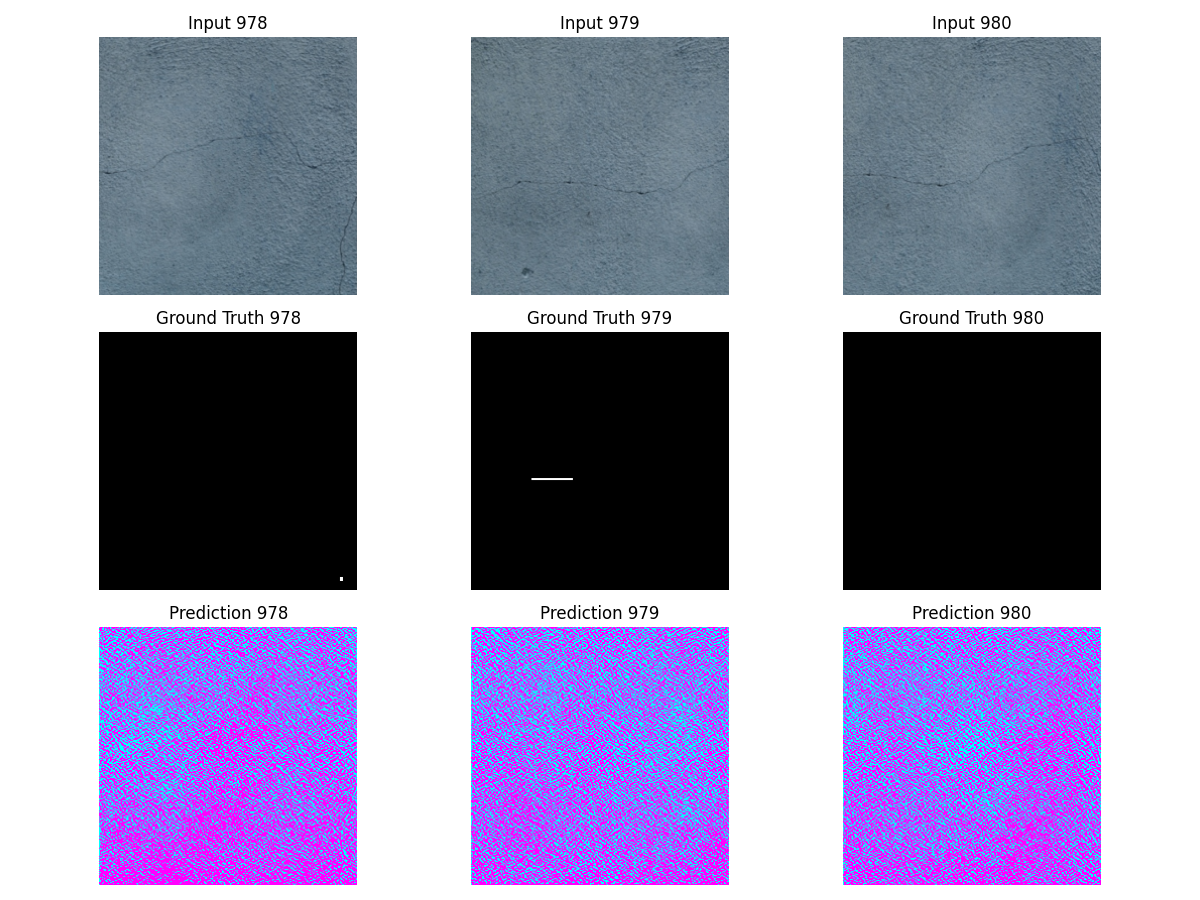 Input 978
Input 979
Input 980
Ground Truth 978
Ground Truth 979
Ground Truth 980
Prediction 978
Prediction 979
Prediction 980